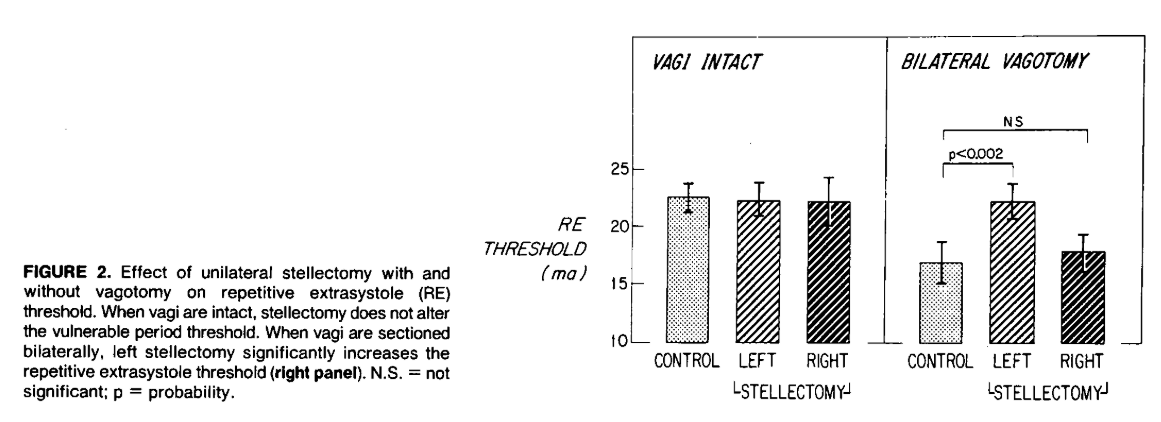 VAGI INTACT
BILATERAL VAGOTOMY
NS
p<0.002
25
20
15
10
RE
THRESHOLD
(ma)
CONTROL LEFT RIGHT
STELLECTOMY
CONTROL LEFT RIGHT
STELLECTOMY
FIGURE 2. Effect of unilateral stellectomy with and
without vagotomy on repetitive extrasystole (RE)
threshold. When vagi are intact, stellectomy does not alter
the vulnerable period threshold. When vagi are sectioned
bilaterally, left stellectomy significantly increases the
repetitive extrasystole threshold (right panel). N.S. = not
significant; p = probability.